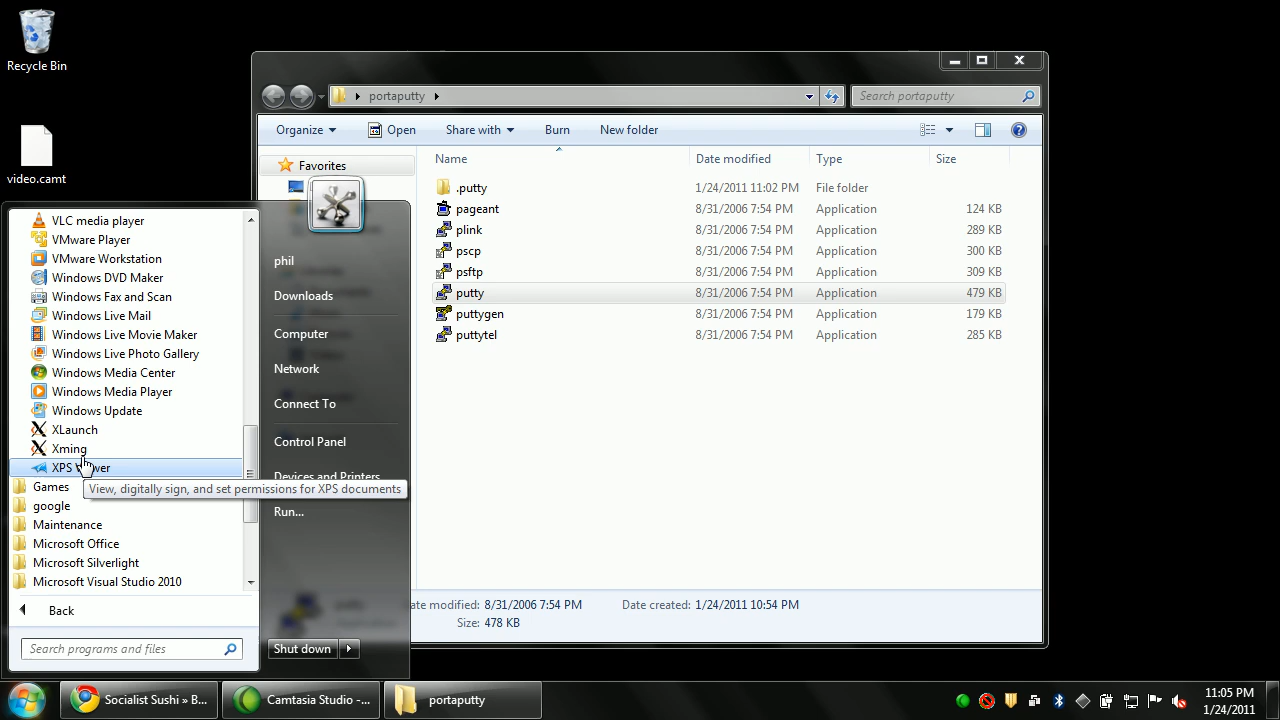 Recycle Bin
video.camt
portaputty
Search portaputty
Organize
Open
Share with
Burn
New folder
Favorites
Name
Date modified
Type
Size
.putty
1/24/2011 11:02 PM
File folder
pageant
8/31/2006 7:54 PM
Application
124 KB
plink
8/31/2006 7:54 PM
Application
289 KB
pscp
8/31/2006 7:54 PM
Application
300 KB
psftp
8/31/2006 7:54 PM
Application
309 KB
putty
8/31/2006 7:54 PM
Application
479 KB
puttygen
8/31/2006 7:54 PM
Application
179 KB
puttytel
8/31/2006 7:54 PM
Application
285 KB
ate modified: 8/31/2006 7:54 PM
Date created: 1/24/2011 10:54 PM
Size: 478 KB
VLC media player
VMware Player
VMware Workstation
Windows DVD Maker
Windows Fax and Scan
Windows Live Mail
Windows Live Movie Maker
Windows Live Photo Gallery
Windows Media Center
Windows Media Player
Windows Update
XLaunch
Xming
XPS Viewer
Games
google
Maintenance
Microsoft Office
Microsoft Silverlight
Microsoft Visual Studio 2010
Back
Search programs and files
View, digitally sign, and set permissions for XPS documents
phil
Downloads
Computer
Network
Connect To
Control Panel
Devices and Printers
Run...
Shut down
Socialist Sushi » B...
Camtasia Studio -...
portaputty
11:05 PM
1/24/2011